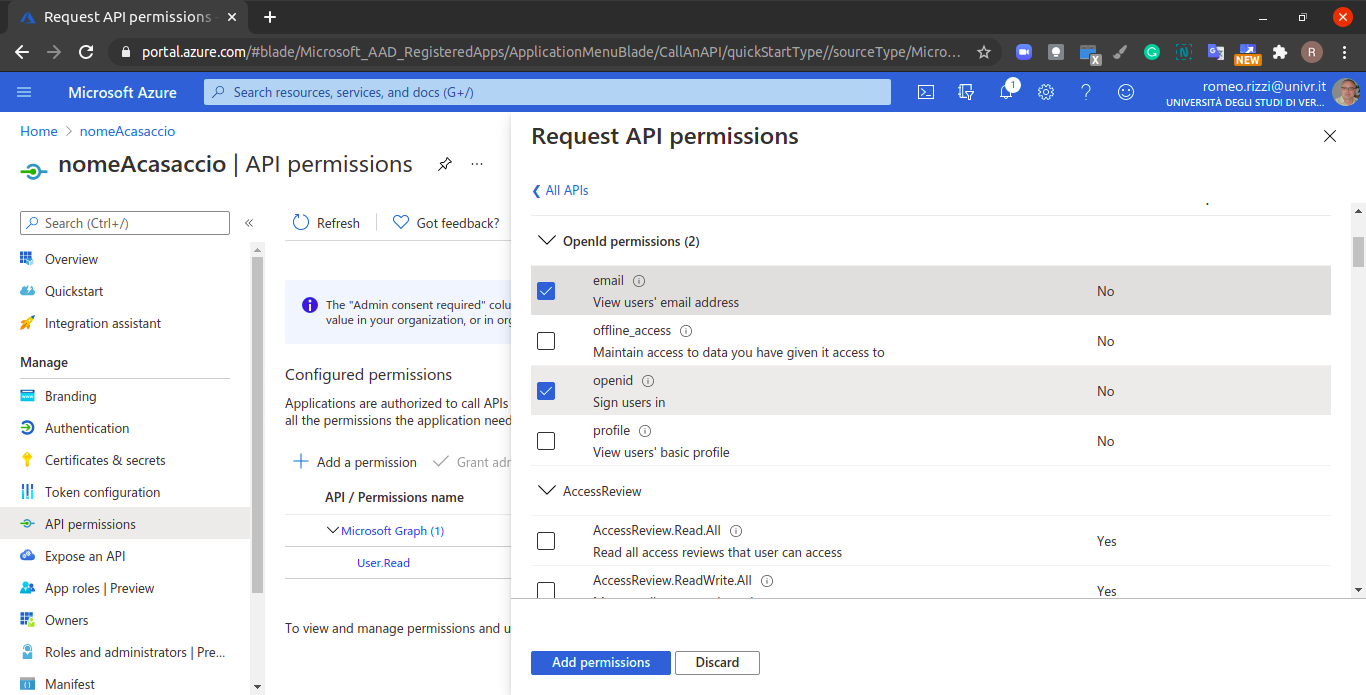 Request API permissions -
portal.azure.com/#blade/Microsoft_AAD_RegisteredApps/ApplicationMenuBlade/CallAnAPI/quickStartType//sourceType/Micro...
X
NEW
R
Microsoft Azure
Search resources, services, and docs (G+/)
1
romeo.rizzi@univr.it
UNIVERSITÀ DEGLI STUDI DI VER...
Home > nomeAcasaccio
nomeAcasaccio | API permissions
...
Search (Ctrl+/)
«
Overview
Quickstart
Integration assistant
Manage
Branding
Authentication
Certificates & secrets
Token configuration
API permissions
Expose an API
App roles | Preview
Owners
Roles and administrators | Pre...
Manifest
Refresh
Got feedback?
The "Admin consent required" colu
value in your organization, or in org
Configured permissions
Applications are authorized to call APIs
all the permissions the application need
Add a permission
Grant adr
API / Permissions name
Microsoft Graph (1)
User.Read
To view and manage permissions and u
Request API permissions
All APIs
OpenId permissions (2)
email
View users' email address
No
offline_access
Maintain access to data you have given it access to
No
openid
Sign users in
No
profile
View users' basic profile
No
AccessReview
AccessReview.Read.All
Read all access reviews that user can access
Yes
AccessReview.ReadWrite.All
Yes
Add permissions
Discard